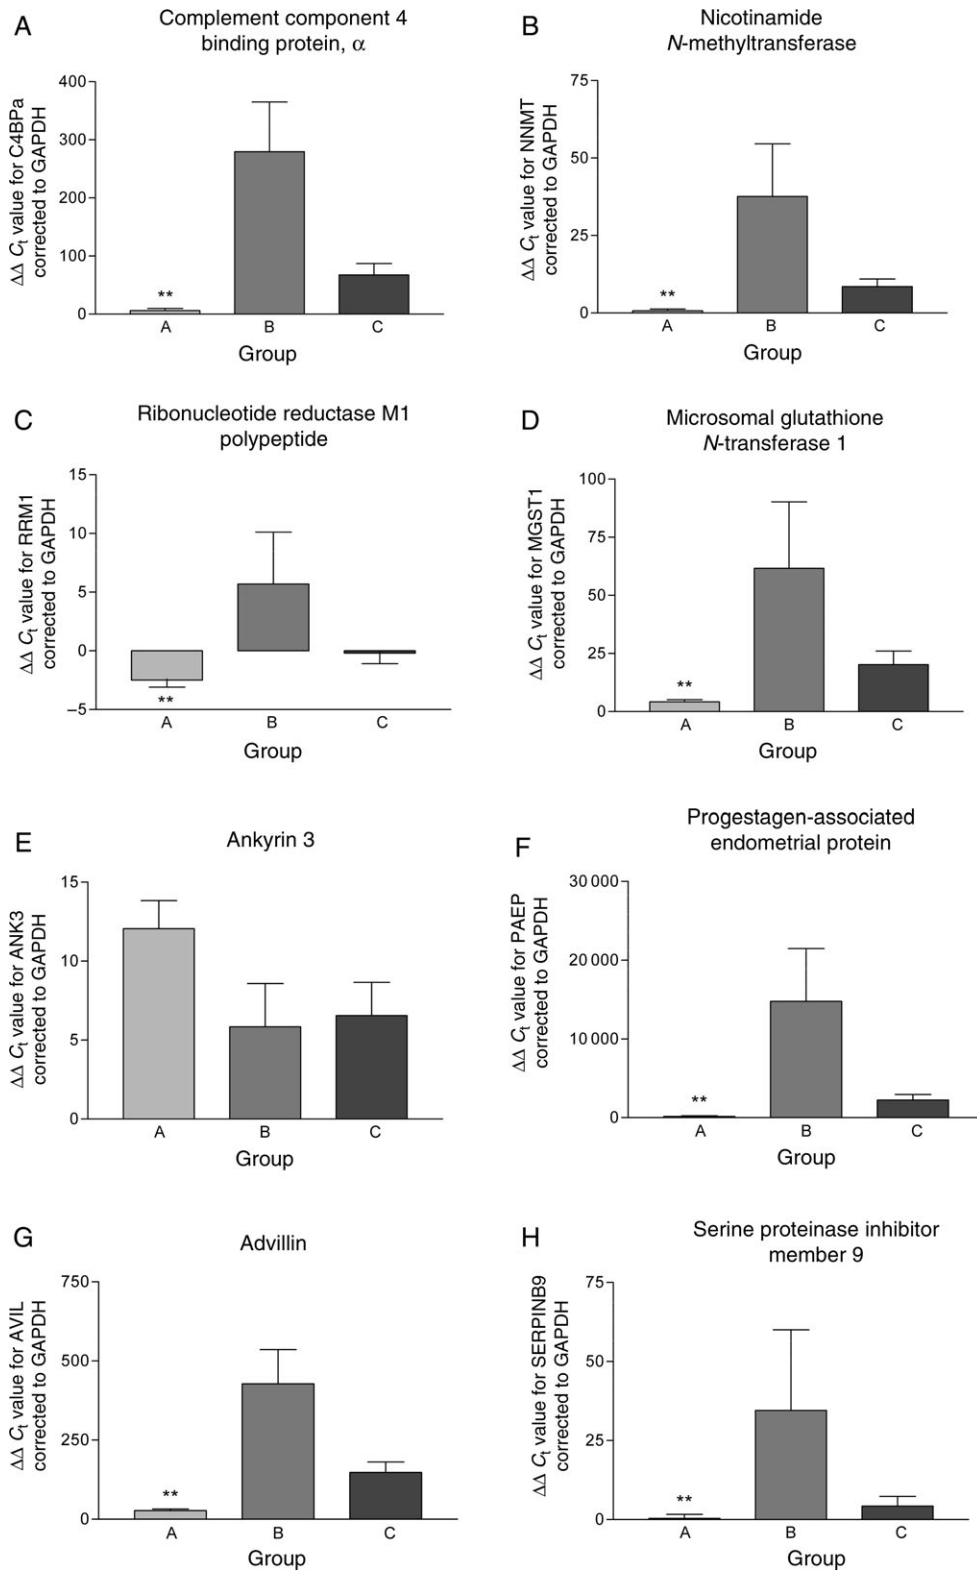 A
Complement component 4
binding protein, α
ΔΔ Ct value for C4BPa
corrected to GAPDH
400
300
200
100
0
**
A B C
Group
B
Nicotinamide
N-methyltransferase
ΔΔ Ct value for NNMT
corrected to GAPDH
75
50
25
0
**
A B C
Group
C
Ribonucleotide reductase M1
polypeptide
ΔΔ Ct value for RRM1
corrected to GAPDH
15
10
5
0
–5
**
A B C
Group
D
Microsomal glutathione
N-transferase 1
ΔΔ Ct value for MGST1
corrected to GAPDH
100
75
50
25
0
**
A B C
Group
E
Ankyrin 3
ΔΔ Ct value for ANK3
corrected to GAPDH
15
10
5
0
A B C
Group
F
Progestagen-associated
endometrial protein
ΔΔ Ct value for PAEP
corrected to GAPDH
30 000
20 000
10 000
0
**
A B C
Group
G
Advillin
ΔΔ Ct value for AVIL
corrected to GAPDH
750
500
250
0
**
A B C
Group
H
Serine proteinase inhibitor
member 9
ΔΔ Ct value for SERPINB9
corrected to GAPDH
75
50
25
0
**
A B C
Group